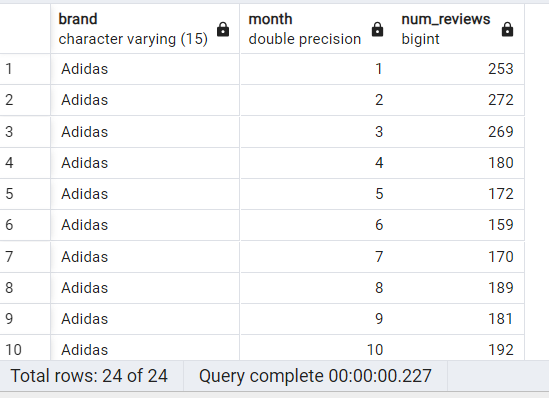 brand month num_reviews
character varying (15) double precision bigint
1 Adidas 1 253
2 Adidas 2 272
3 Adidas 3 269
4 Adidas 4 180
5 Adidas 5 172
6 Adidas 6 159
7 Adidas 7 170
8 Adidas 8 189
9 Adidas 9 181
10 Adidas 10 192
Total rows: 24 of 24 Query complete 00:00:00.227